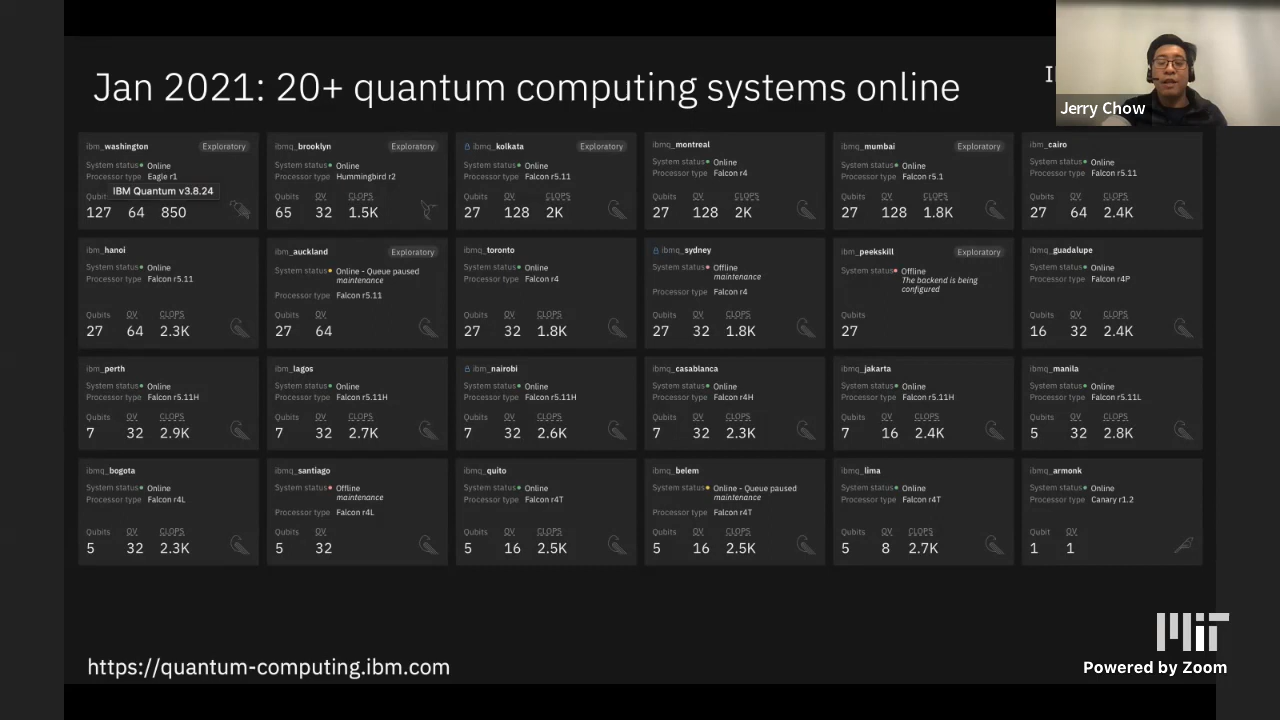 Jan 2021: 20+ quantum computing systems online
Jerry Chow
ibm_washington Exploratory
System status Online
Processor type Eagle r1
IBM Quantum v3.8.24
127 64 850
ibmq_brooklyn Exploratory
System status Online
Processor type Hummingbird r2
Qubits QV CLOPS
65 32 1.5K
ibmq_kolkata Exploratory
System status Online
Processor type Falcon r5.11
Qubits QV CLOPS
27 128 2K
ibmq_montreal
System status Online
Processor type Falcon r4
Qubits QV CLOPS
27 128 2K
ibmq_mumbai Exploratory
System status Online
Processor type Falcon r5.1
Qubits QV CLOPS
27 128 1.8K
ibm_cairo
System status Online
Processor type Falcon r5.11
Qubits QV CLOPS
27 64 2.4K
ibm_hanoi
System status Online
Processor type Falcon r5.11
Qubits QV CLOPS
27 64 2.3K
ibm_auckland Exploratory
System status Online - Queue paused
maintenance
Processor type Falcon r5.11
Qubits QV
27 64
ibmq_toronto
System status Online
Processor type Falcon r4
Qubits QV CLOPS
27 32 1.8K
ibmq_sydney
System status Offline
maintenance
Processor type Falcon r4
Qubits QV CLOPS
27 32 1.8K
ibm_peekskill Exploratory
System status Offline
The backend is being
configured
Qubits
27
ibmq_guadalupe
System status Online
Processor type Falcon r4P
Qubits QV CLOPS
16 32 2.4K
ibm_perth
System status Online
Processor type Falcon r5.11H
Qubits QV CLOPS
7 32 2.9K
ibm_lagos
System status Online
Processor type Falcon r5.11H
Qubits QV CLOPS
7 32 2.7K
ibm_nairobi
System status Online
Processor type Falcon r5.11H
Qubits QV CLOPS
7 32 2.6K
ibmq_casablanca
System status Online
Processor type Falcon r4H
Qubits QV CLOPS
7 32 2.3K
ibmq_jakarta
System status Online
Processor type Falcon r5.11H
Qubits QV CLOPS
7 16 2.4K
ibmq_manila
System status Online
Processor type Falcon r5.11L
Qubits QV CLOPS
5 32 2.8K
ibmq_bogota
System status Online
Processor type Falcon r4L
Qubits QV CLOPS
5 32 2.3K
ibmq_santiago
System status Offline
maintenance
Processor type Falcon r4L
Qubits QV
5 32
ibmq_quito
System status Online
Processor type Falcon r4T
Qubits QV CLOPS
5 16 2.5K
ibmq_belem
System status Online - Queue paused
maintenance
Processor type Falcon r4T
Qubits QV CLOPS
5 16 2.5K
ibmq_lima
System status Online
Processor type Falcon r4T
Qubits QV CLOPS
5 8 2.7K
ibmq_armonk
System status Online
Processor type Canary r1.2
Qubit QV
1 1
https://quantum-computing.ibm.com
MIT
Powered by Zoom